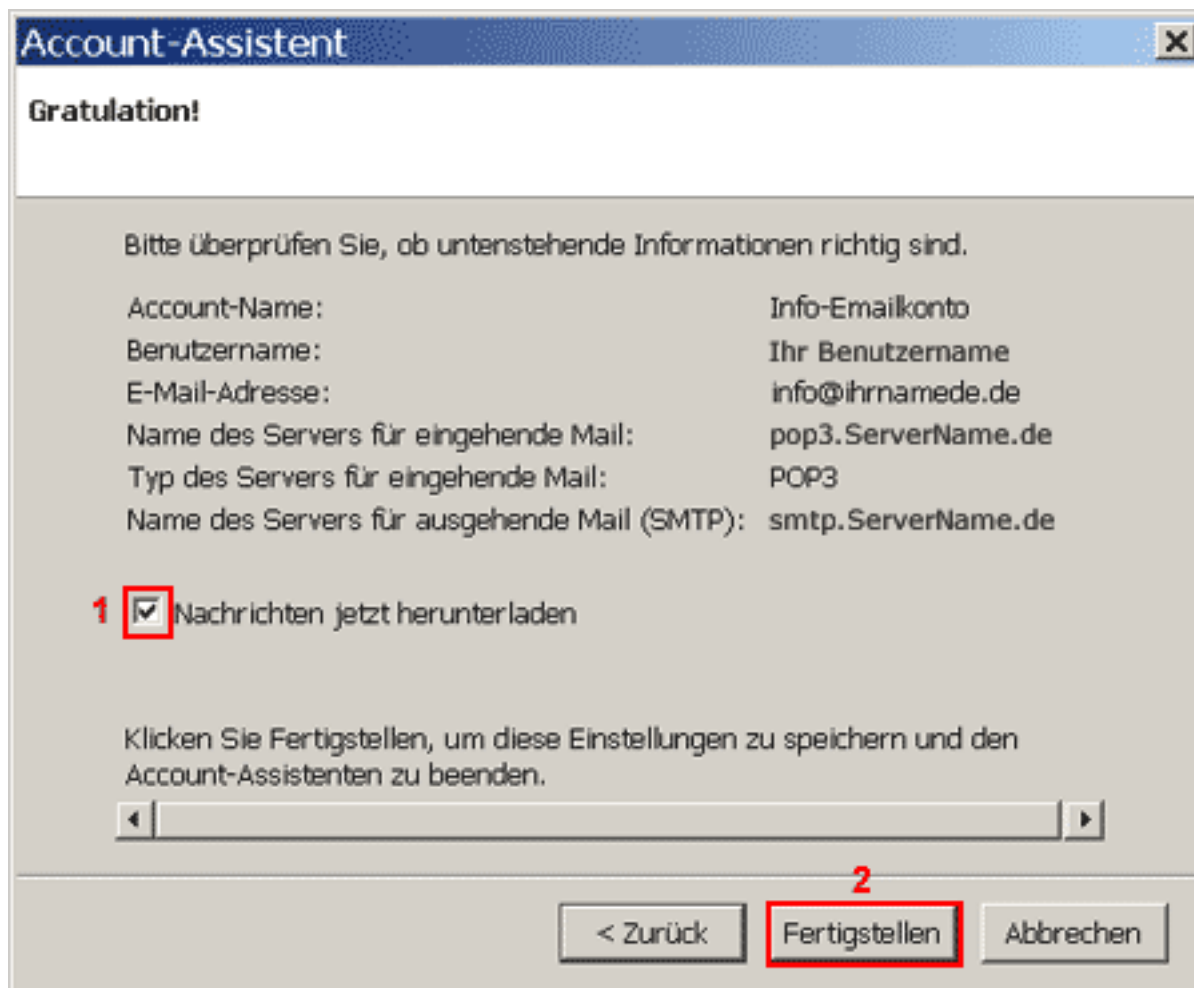 Account-Assistent
Gratulation!
Bitte überprüfen Sie, ob untenstehende Informationen richtig sind.
Account-Name: Info-Emailkonto
Benutzername: Ihr Benutzername
E-Mail-Adresse: info@ihrnamede.de
Name des Servers für eingehende Mail: pop3.ServerName.de
Typ des Servers für eingehende Mail: POP3
Name des Servers für ausgehende Mail (SMTP): smtp.ServerName.de
1 Nachrichten jetzt herunterladen
Klicken Sie Fertigstellen, um diese Einstellungen zu speichern und den
Account-Assistenten zu beenden.
2
< Zurück Fertigstellen Abbrechen